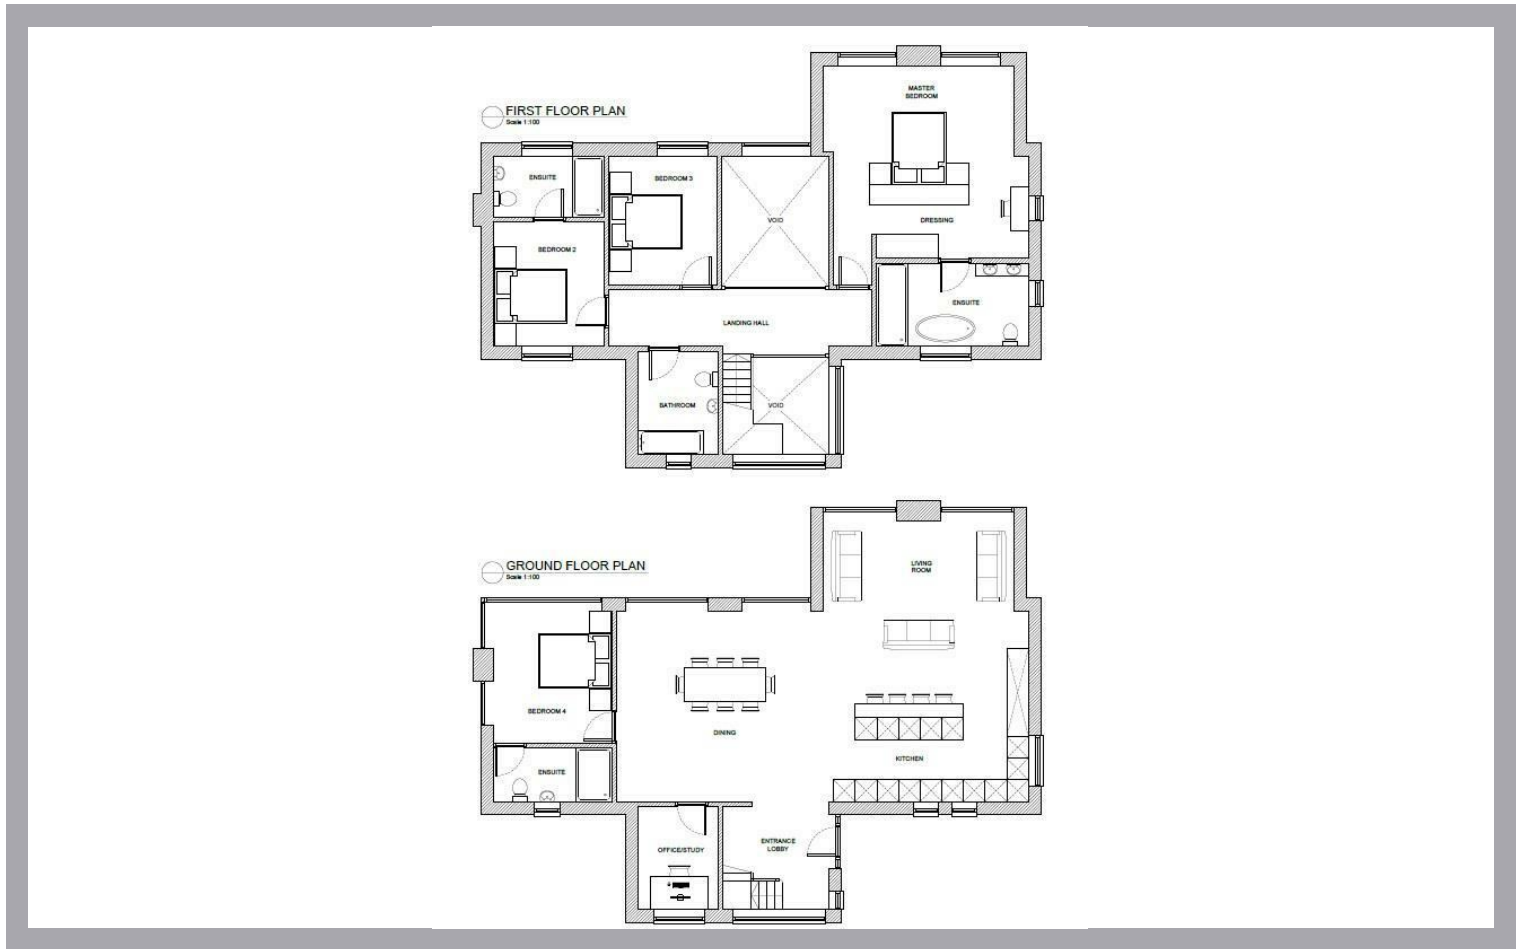 FIRST FLOOR PLAN
Scale 1:100
MASTER
BEDROOM
ENSUITE
BEDROOM 3
VOID
DRESSING
BEDROOM 2
ENSUITE
LANDING HALL
BATHROOM
VOID
GROUND FLOOR PLAN
Scale 1:100
LIVING
ROOM
BEDROOM 4
DINING
KITCHEN
ENSUITE
OFFICE/STUDY
ENTRANCE
LOBBY